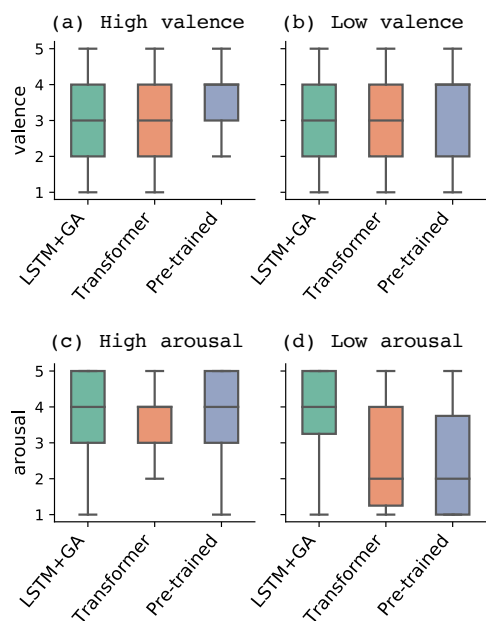 (a) High valence
(b) Low valence
valence
5
4
3
2
1
LSTM+GA
Transformer
Pre-trained
LSTM+GA
Transformer
Pre-trained
(c) High arousal
(d) Low arousal
arousal
5
4
3
2
1
LSTM+GA
Transformer
Pre-trained
LSTM+GA
Transformer
Pre-trained